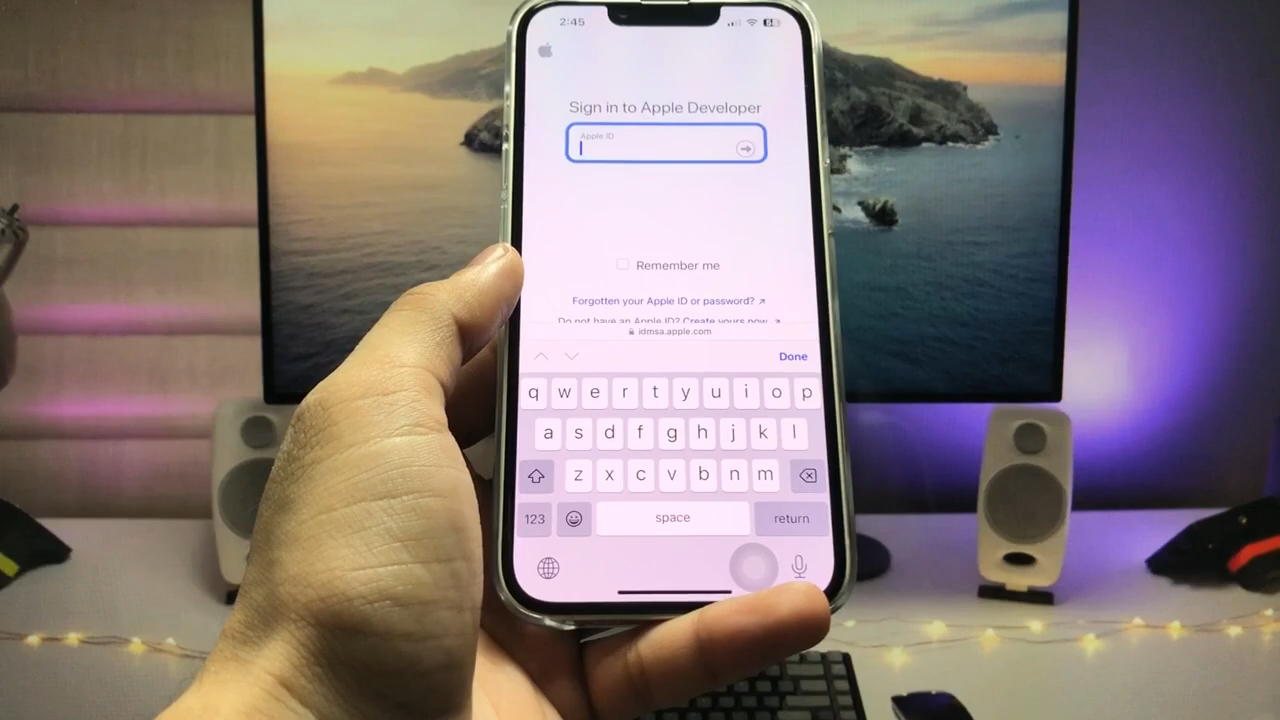 2:45
Sign in to Apple Developer
Apple ID
Remember me
Forgotten your Apple ID or password? ↗
Do not have an Apple ID? Create yours now. ↗
idmsa.apple.com
Done
q w e r t y u i o p
a s d f g h j k l
z x c v b n m
123 space return